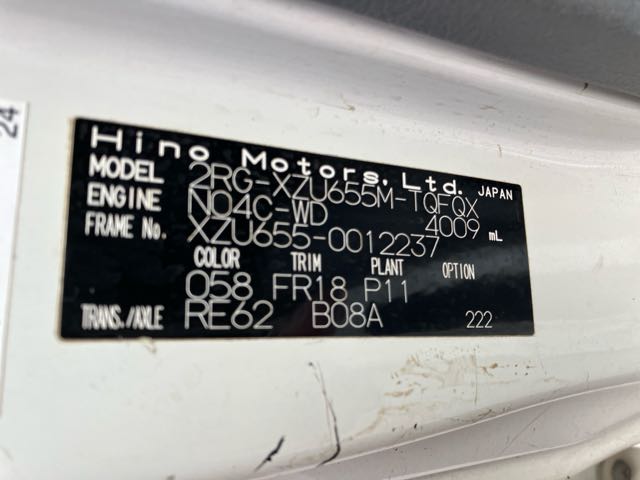 24
Hino Motors, Ltd. JAPAN
MODEL 2RG-XZU655M-TQFQX
ENGINE N04C-WD 4009 mL
FRAME No. XZU655-0012237
COLOR TRIM PLANT OPTION
058 FR18 P11
TRANS./AXLE RE62 B08A 222